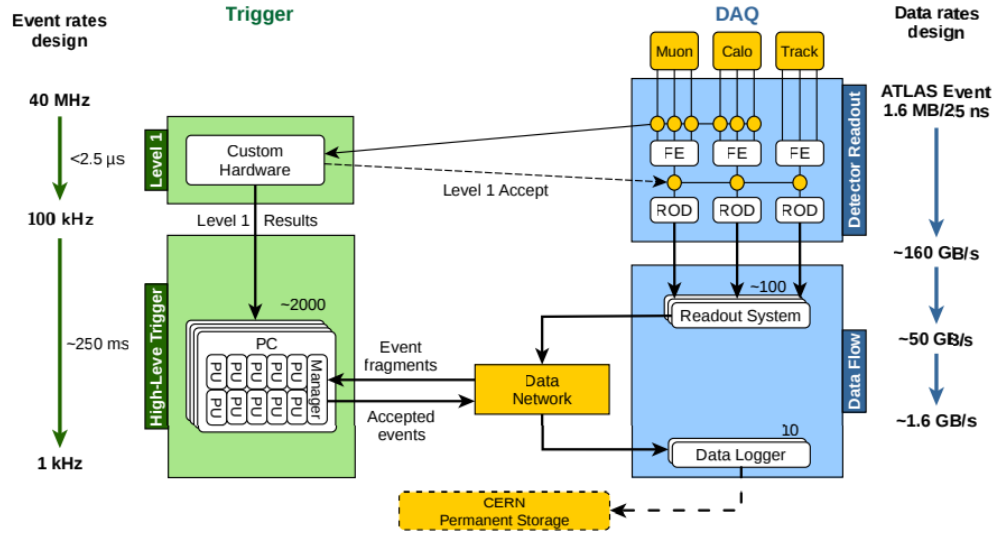 Event rates
design
Trigger
DAQ
Data rates
design
Muon
Calo
Track
40 MHz
ATLAS Event
1.6 MB/25 ns
<2.5 µs
Level 1
Custom
Hardware
FE
FE
FE
Detector Readout
Level 1 Accept
100 kHz
Level 1
Results
ROD
ROD
ROD
~160 GB/s
~2000
~100
Readout System
~250 ms
High-Leve Trigger
PC
PU
PU
PU
PU
PU
PU
PU
PU
PU
PU
Manager
Event
fragments
Data
Network
Accepted
events
Data Flow
~50 GB/s
~1.6 GB/s
10
Data Logger
1 kHz
CERN
Permanent Storage